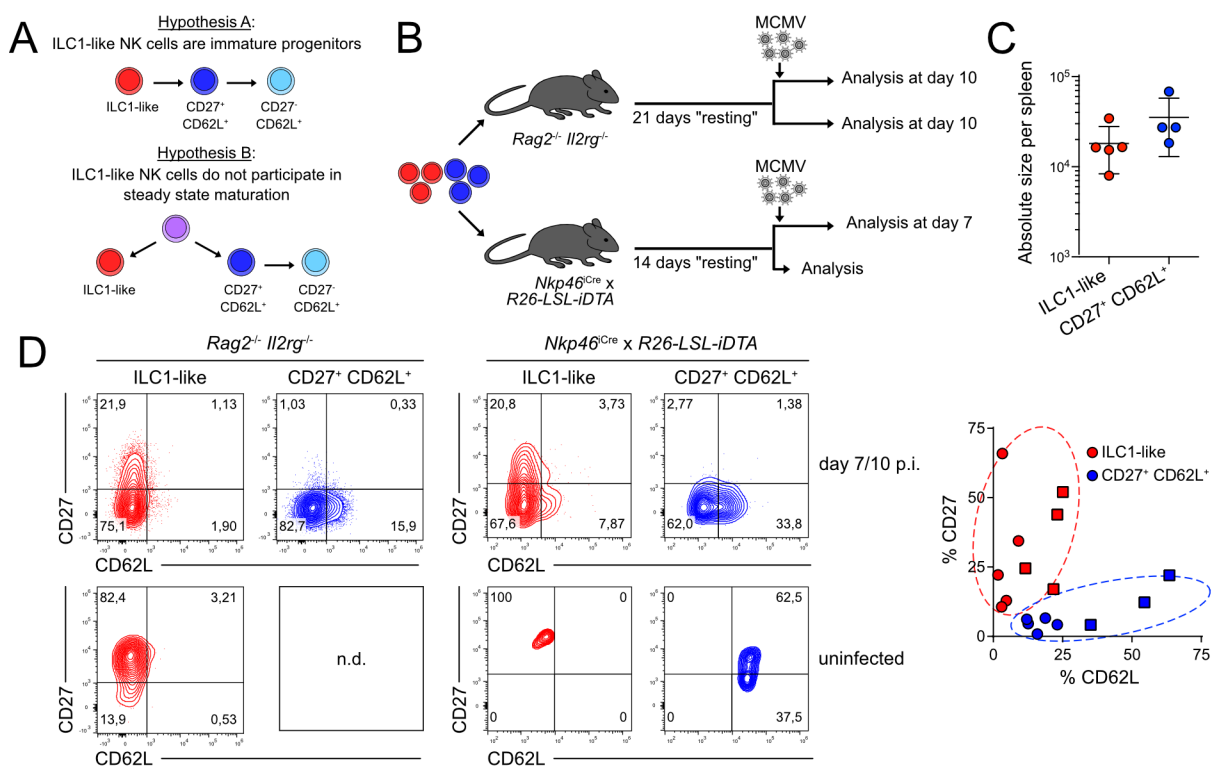 A
Hypothesis A:
ILC1-like NK cells are immature progenitors
ILC1-like
CD27+
CD62L+
CD27-
CD62L+
Hypothesis B:
ILC1-like NK cells do not participate in
steady state maturation
ILC1-like
CD27+
CD62L+
CD27-
CD62L+
B
MCMV
Rag2-/- Il2rg-/-
21 days "resting"
Analysis at day 10
Analysis at day 10
MCMV
Nkp46iCre x
R26-LSL-iDTA
14 days "resting"
Analysis at day 7
Analysis
C
Absolute size per spleen
10^5
10^4
10^3
ILC1-like
CD27+ CD62L+
D
Rag2-/- Il2rg-/-
Nkp46iCre x R26-LSL-iDTA
ILC1-like
CD27+ CD62L+
ILC1-like
CD27+ CD62L+
21,9
1,13
75,1
1,90
1,03
0,33
82,7
15,9
20,8
3,73
67,6
7,87
2,77
1,38
62,0
33,8
CD27
CD62L
CD27
CD62L
day 7/10 p.i.
82,4
3,21
13,9
0,53
n.d.
100
0
0
0
0
62,5
0
37,5
CD27
CD62L
CD27
CD62L
uninfected
ILC1-like
CD27+ CD62L+
% CD27
75
50
25
0
0
25
50
75
% CD62L